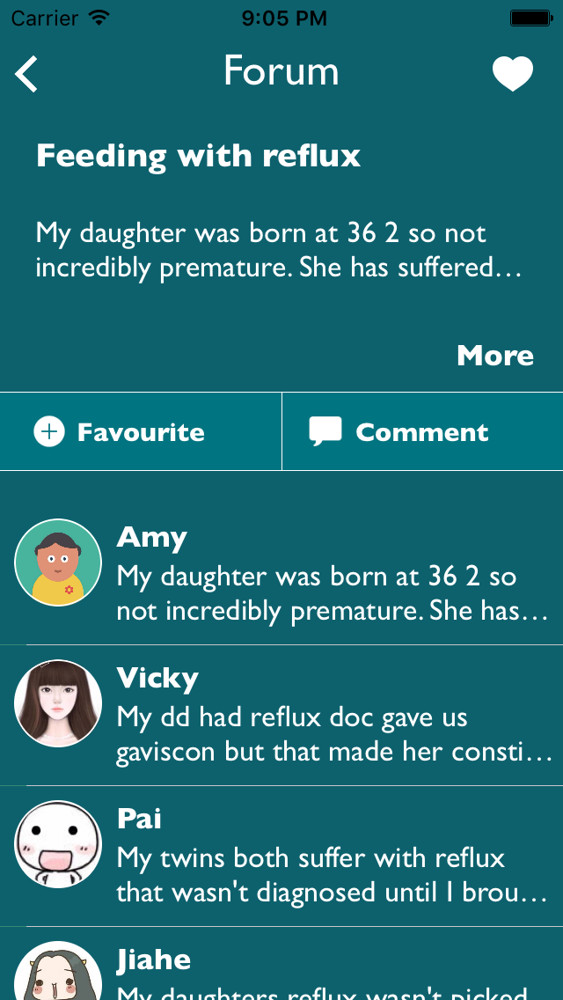 Carrier 9:05 PM
Forum
Feeding with reflux
My daughter was born at 36 2 so not
incredibly premature. She has suffered…
More
Favourite Comment
Amy
My daughter was born at 36 2 so
not incredibly premature. She has…
Vicky
My dd had reflux doc gave us
gaviscon but that made her consti…
Pai
My twins both suffer with reflux
that wasn't diagnosed until I brou…
Jiahe
My daughters reflux wasn't picked